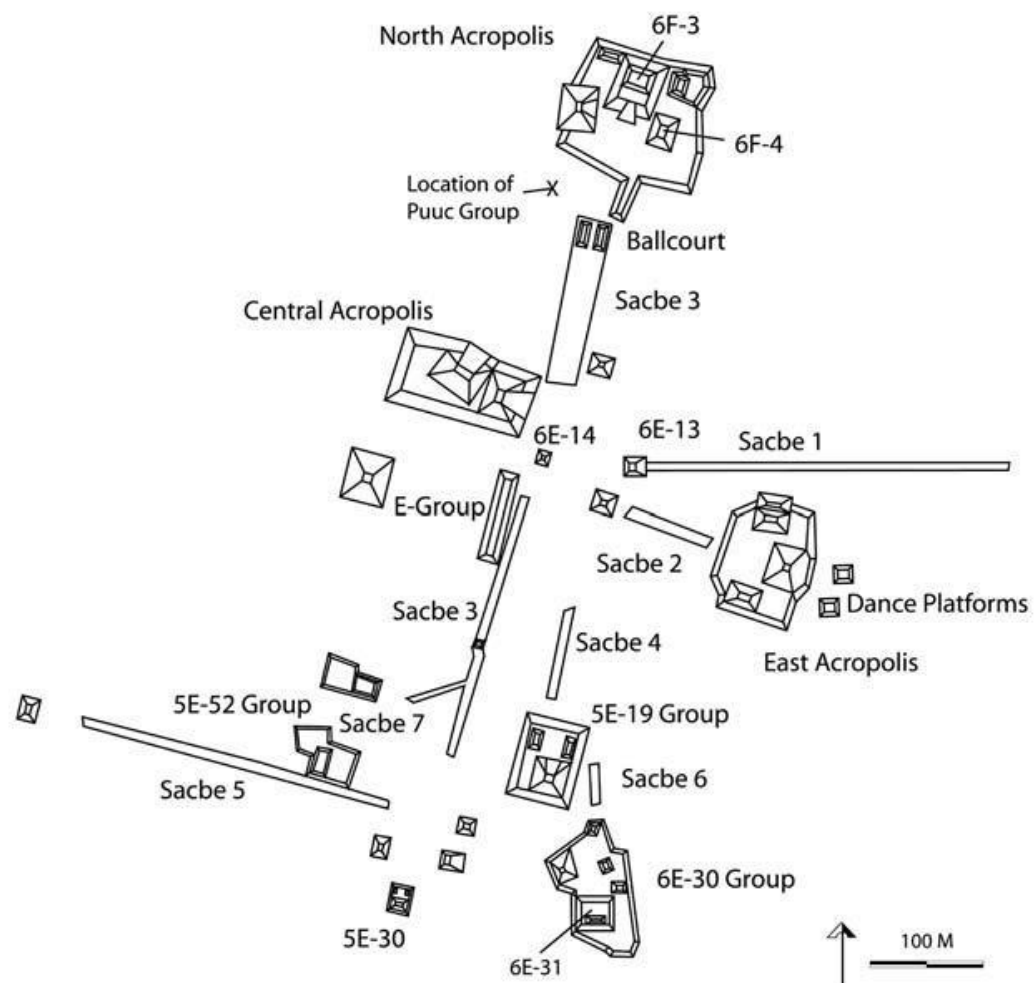 6F-3
North Acropolis
6F-4
Location of
Puuc Group
Ballcourt
Sacbe 3
Central Acropolis
6E-14
6E-13
Sacbe 1
E-Group
Sacbe 2
Sacbe 3
Dance Platforms
Sacbe 4
East Acropolis
5E-52 Group
Sacbe 7
5E-19 Group
Sacbe 5
Sacbe 6
6E-30 Group
5E-30
6E-31
100 M